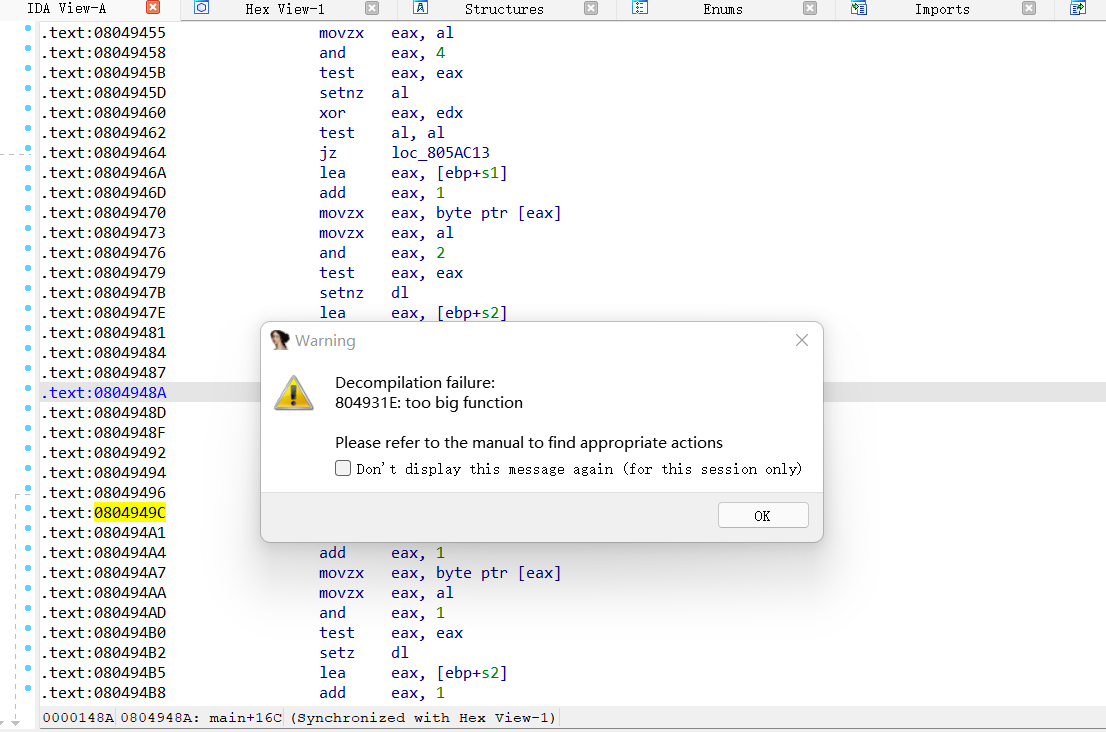 IDA View-A Hex View-1 Structures Enums Imports
.text:08049455 movzx eax, al
.text:08049458 and eax, 4
.text:0804945B test eax, eax
.text:0804945D setnz al
.text:08049460 xor eax, edx
.text:08049462 test al, al
.text:08049464 jz loc_805AC13
.text:0804946A lea eax, [ebp+s1]
.text:0804946D add eax, 1
.text:08049470 movzx eax, byte ptr [eax]
.text:08049473 movzx eax, al
.text:08049476 and eax, 2
.text:08049479 test eax, eax
.text:0804947B setnz dl
.text:0804947E lea eax, [ebp+s2]
.text:08049481
.text:08049484
.text:08049487
.text:0804948A
.text:0804948D
.text:0804948F
.text:08049492
.text:08049494
.text:08049496
.text:0804949C
.text:080494A1
Warning
Decompilation failure:
804931E: too big function
Please refer to the manual to find appropriate actions
Don't display this message again (for this session only)
OK
.text:080494A4 add eax, 1
.text:080494A7 movzx eax, byte ptr [eax]
.text:080494AA movzx eax, al
.text:080494AD and eax, 1
.text:080494B0 test eax, eax
.text:080494B2 setz dl
.text:080494B5 lea eax, [ebp+s2]
.text:080494B8 add eax, 1
0000148A 0804948A: main+16C (Synchronized with Hex View-1)